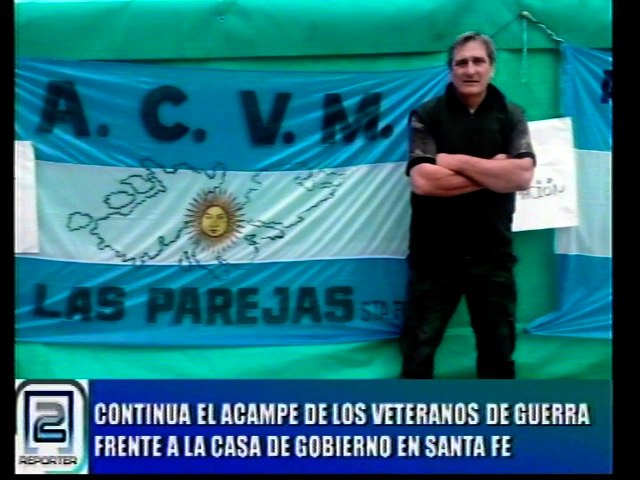 A. C. V. M.
LAS PAREJAS
CIÓN
2
REPORTER
CONTINUA EL ACAMPE DE LOS VETERANOS DE GUERRA
FRENTE A LA CASA DE GOBIERNO EN SANTA FE